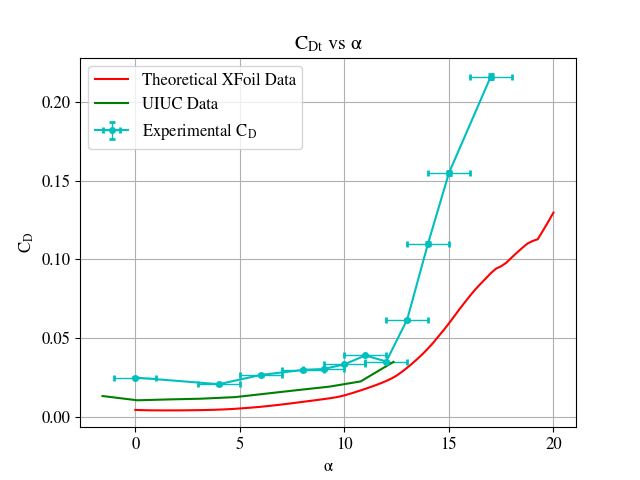 C_Dt vs α
Theoretical XFoil Data
UIUC Data
Experimental C_D
C_D
0.20
0.15
0.10
0.05
0.00
0
5
10
15
20
α